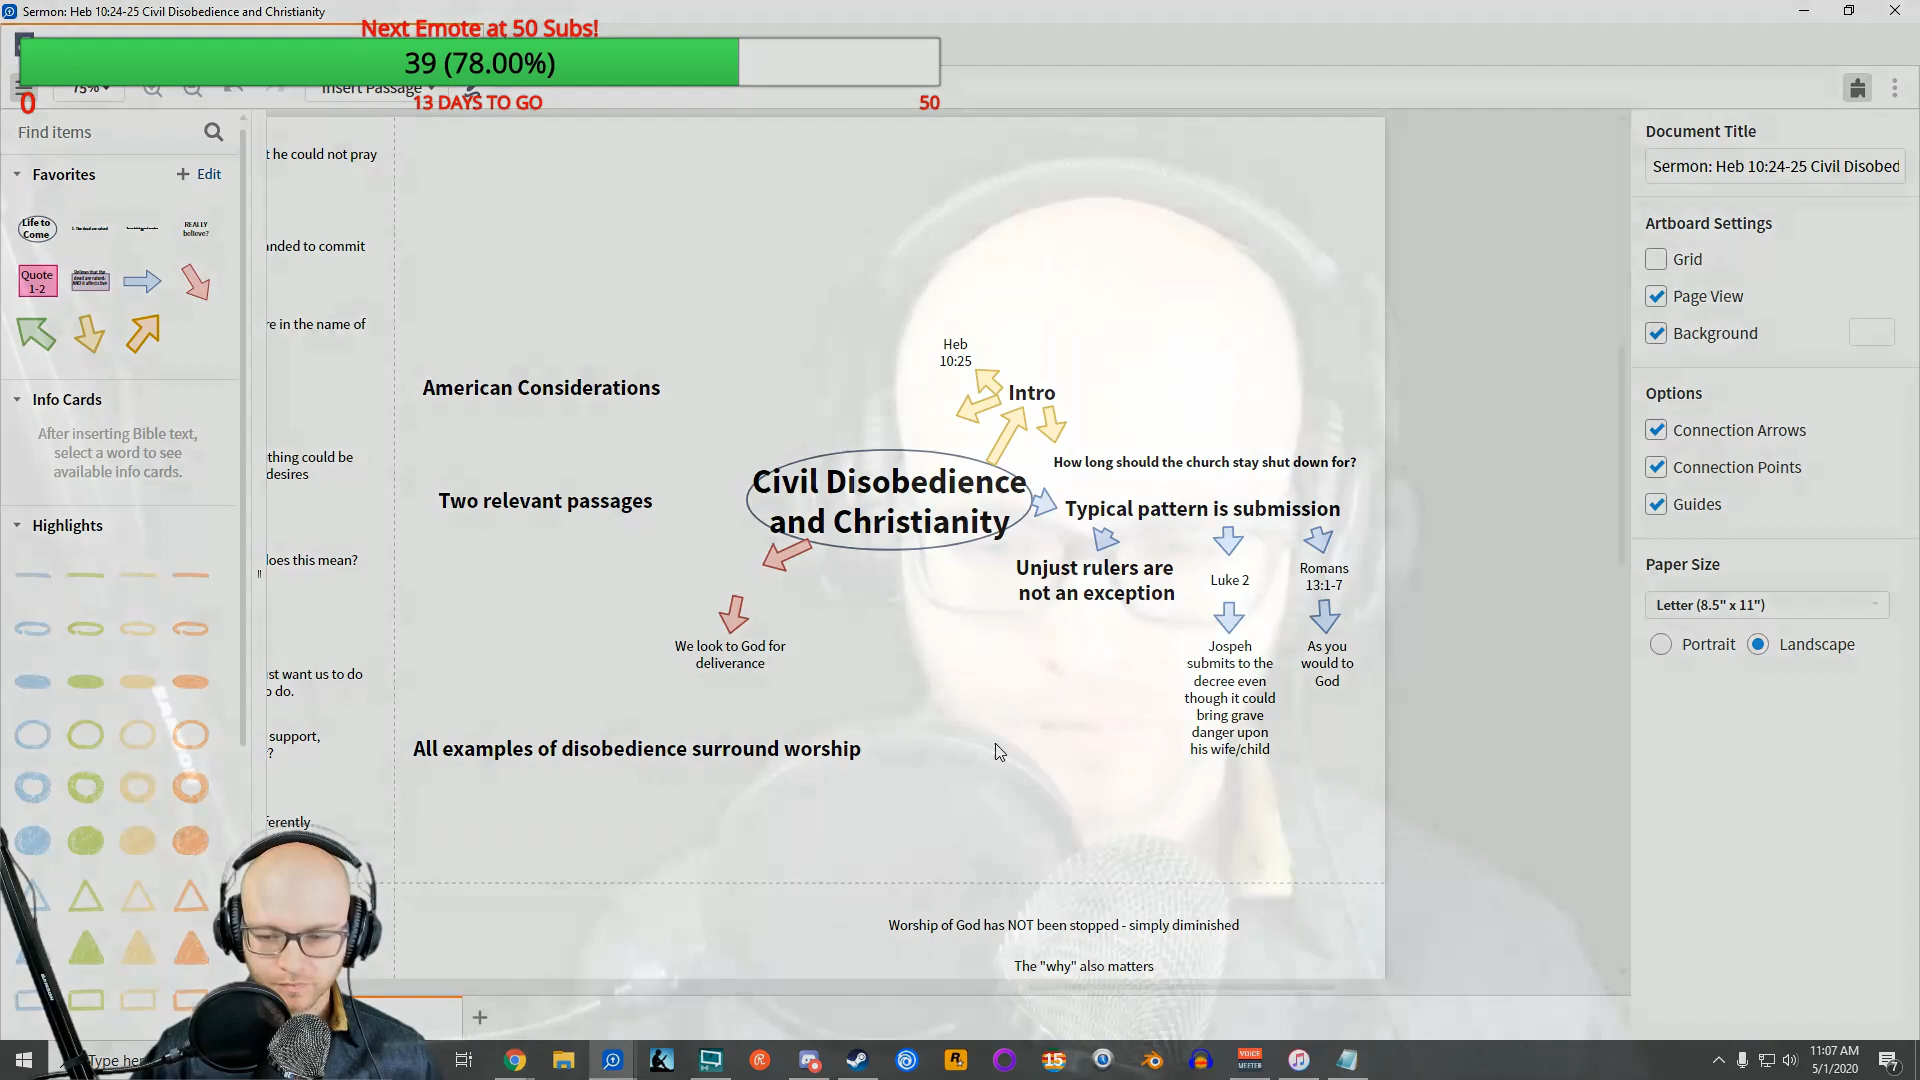 Sermon: Heb 10:24-25 Civil Disobedience and Christianity
Next Emote at 50 Subs!
39 (78.00%)
0
13 DAYS TO GO
50
75%
Insert Passage
Find items
Favorites
Edit
Life to
Come
REALLY
believe?
Quote
1-2
Info Cards
After inserting Bible text,
select a word to see
available info cards.
Highlights
t he could not pray
nded to commit
re in the name of
thing could be
desires
does this mean?
st want us to do
o do.
support,
?
ferently
American Considerations
Two relevant passages
Heb
10:25
Intro
Civil Disobedience
and Christianity
How long should the church stay shut down for?
Typical pattern is submission
Unjust rulers are
not an exception
Luke 2
Romans
13:1-7
We look to God for
deliverance
Jospeh
submits to the
decree even
though it could
bring grave
danger upon
his wife/child
As you
would to
God
All examples of disobedience surround worship
Worship of God has NOT been stopped - simply diminished
The "why" also matters
Document Title
Sermon: Heb 10:24-25 Civil Disobed
Artboard Settings
Grid
Page View
Background
Options
Connection Arrows
Connection Points
Guides
Paper Size
Letter (8.5" x 11")
Portrait
Landscape
Type her
15
VOICE
MEETER
11:07 AM
5/1/2020
7